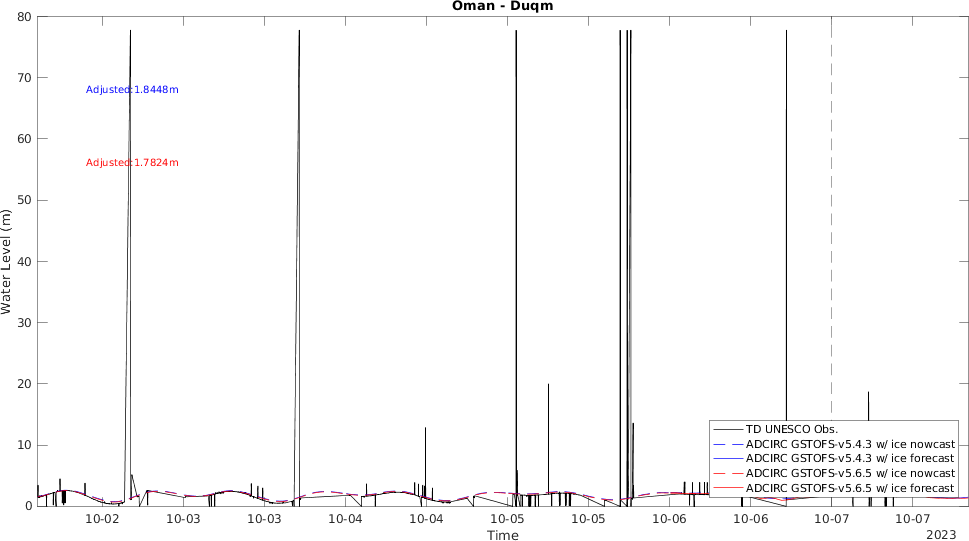 Oman - Duqm
80
70
60
50
40
30
20
10
0
Water Level (m)
Adjusted:1.8448m
Adjusted:1.7824m
TD UNESCO Obs.
ADCIRC GSTOFS-v5.4.3 w/ ice nowcast
ADCIRC GSTOFS-v5.4.3 w/ ice forecast
ADCIRC GSTOFS-v5.6.5 w/ ice nowcast
ADCIRC GSTOFS-v5.6.5 w/ ice forecast
10-02 10-03 10-03 10-04 10-04 10-05 10-05 10-06 10-06 10-07 10-07
2023
Time